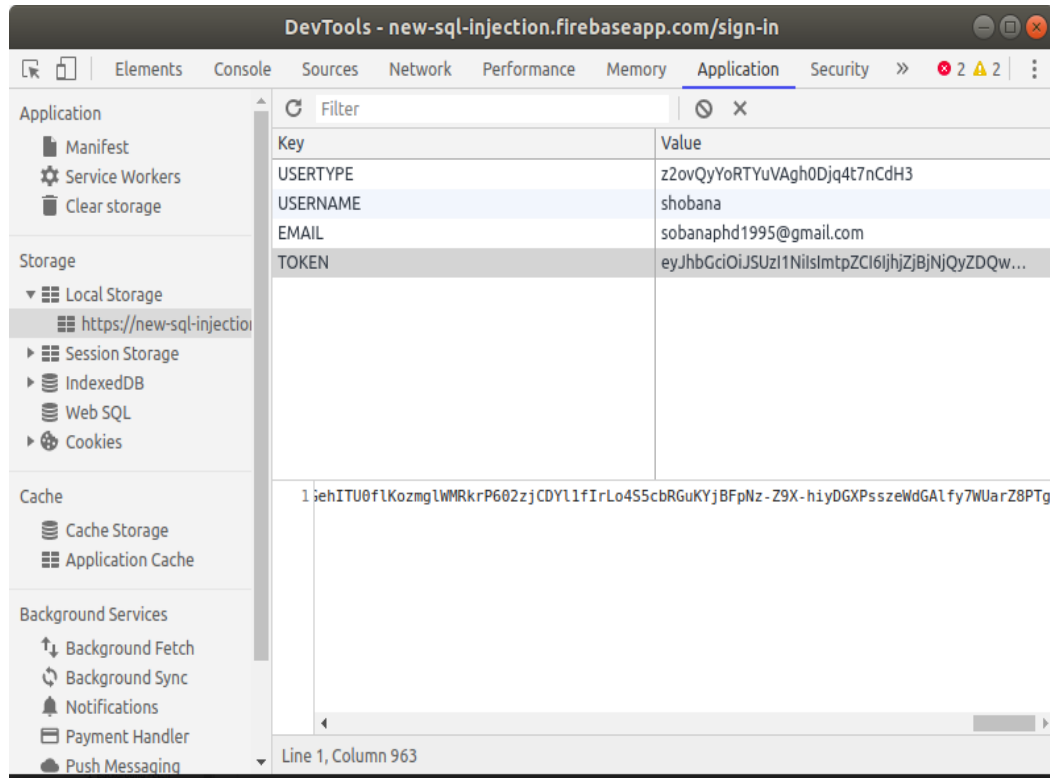 DevTools - new-sql-injection.firebaseapp.com/sign-in
Elements Console Sources Network Performance Memory Application Security » 2 2
Application
Manifest
Service Workers
Clear storage
Storage
Local Storage
https://new-sql-injection
Session Storage
IndexedDB
Web SQL
Cookies
Cache
Cache Storage
Application Cache
Background Services
Background Fetch
Background Sync
Notifications
Payment Handler
Push Messaging
Filter
Key Value
USERTYPE z2ovQyYoRTYuVAgh0Djq4t7nCdH3
USERNAME shobana
EMAIL sobanaphd1995@gmail.com
TOKEN eyJhbGciOiJSUzI1NiIsImtpZCI6IjhjZjBjNjQyZDQw...
1 GehITU0flKozmglWMRkrP602zjCDYl1fIrLo4S5cbRGuKYjBFpNz-Z9X-hiyDGXPsszeWdGAlfy7WUarZ8PTg
Line 1, Column 963